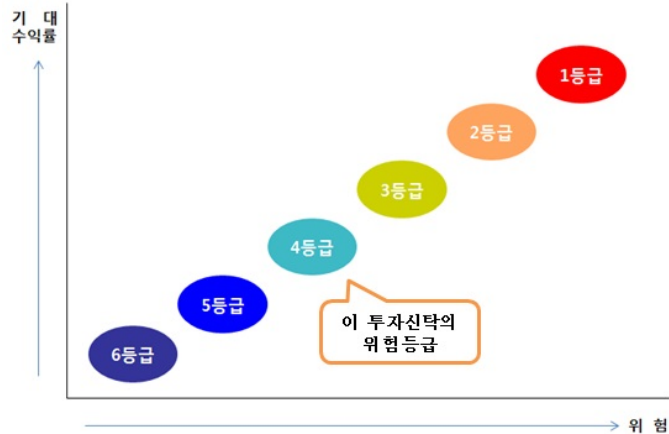 기 대
수익률
1등급
2등급
3등급
4등급
5등급
이 투자신탁의
위험등급
6등급
위 험